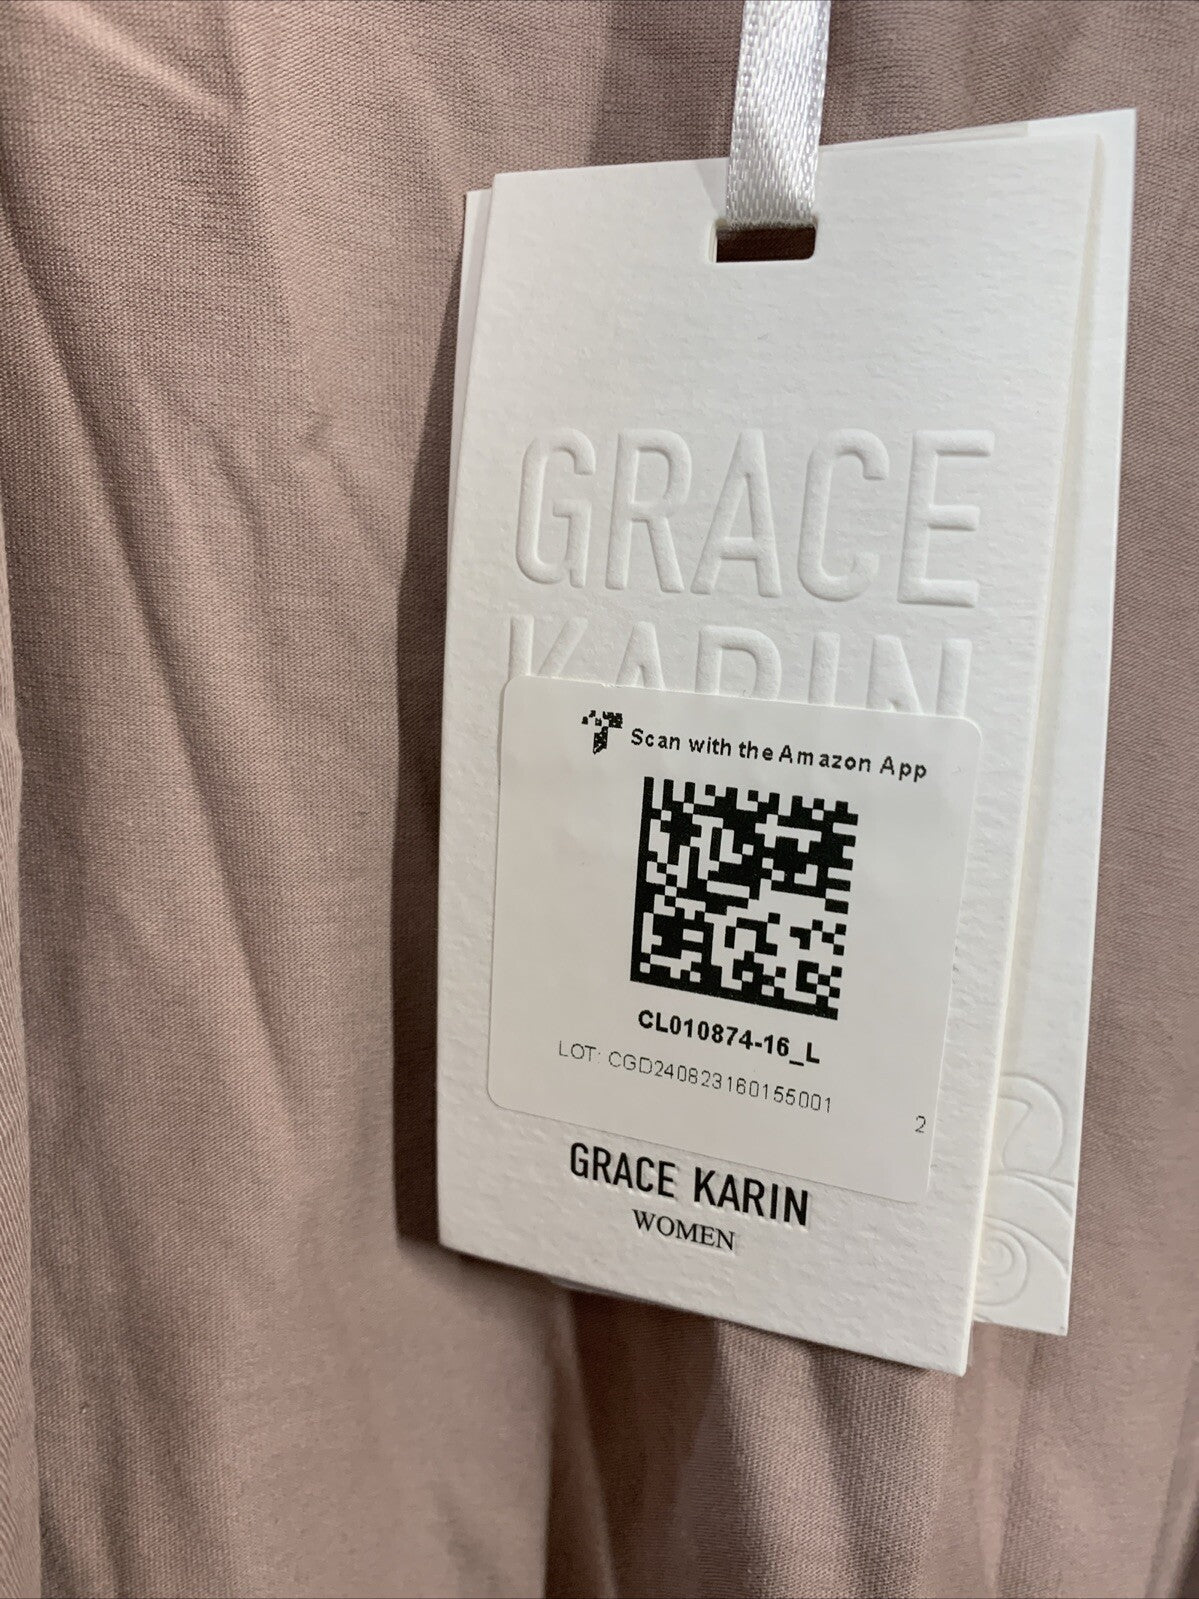 GRACE
KARIN
Scan with the Amazon App
CL010874-16_L
LOT: CGD240823160155001
2
GRACE KARIN
WOMEN